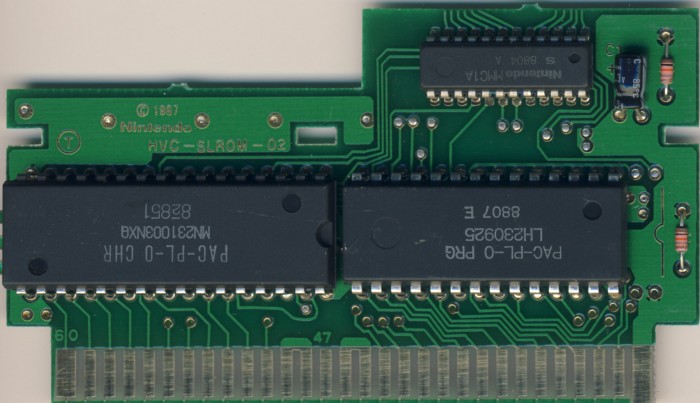 Nintendo MMC1A
S 8804 A
© 1987
Nintendo
HVC-SLROM-02
T
PAC-PL-0 CHR
MN231003NXG
82851
PAC-PL-0 PRG
LH230925
8807 E
60
47